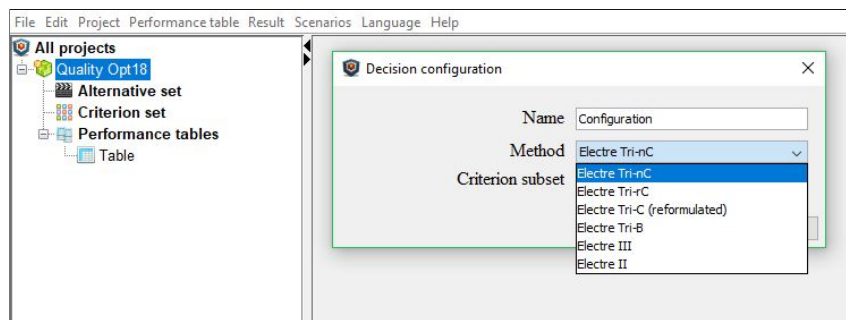 File Edit Project Performance table Result Scenarios Language Help
All projects
Quality Opt18
Alternative set
Criterion set
Performance tables
Table
Decision configuration
Name Configuration
Method Electre Tri-nC
Criterion subset
Electre Tri-nC
Electre Tri-rC
Electre Tri-C (reformulated)
Electre Tri-B
Electre III
Electre II